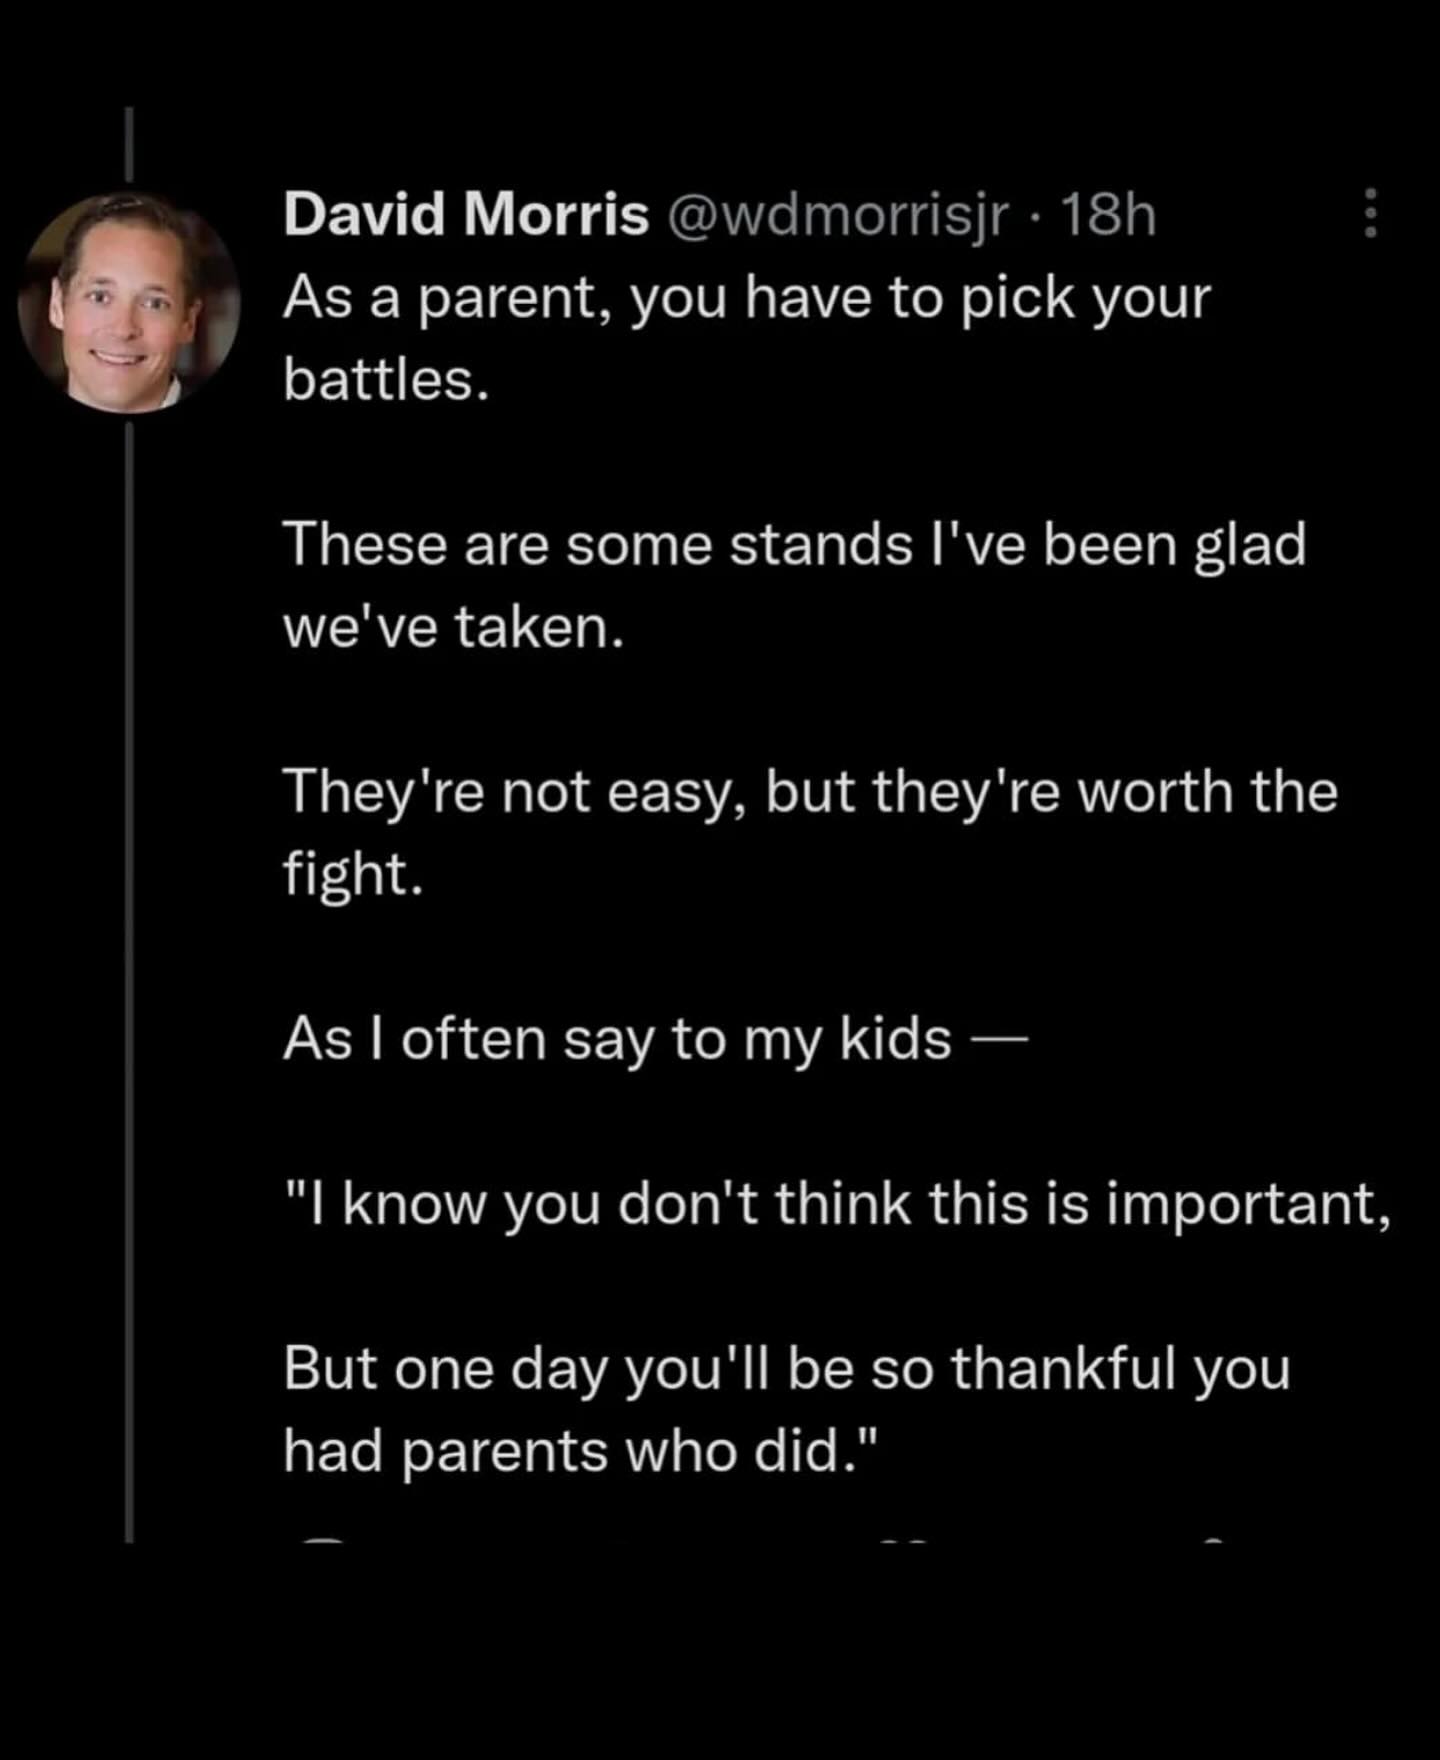 David Morris @wdmorrisjr · 18h
As a parent, you have to pick your
battles.
These are some stands I've been glad
we've taken.
They're not easy, but they're worth the
fight.
As I often say to my kids —
"I know you don't think this is important,
But one day you'll be so thankful you
had parents who did."